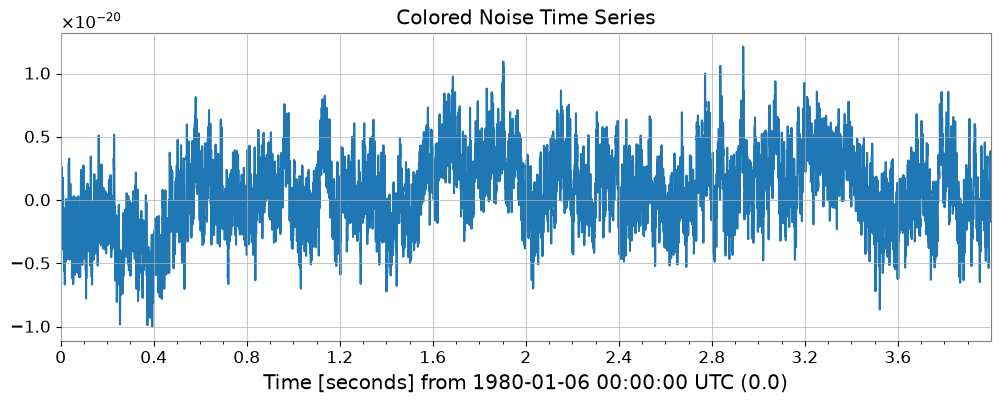 Colored Noise Time Series
×10⁻²⁰
1.0
0.5
0.0
−0.5
−1.0
0 0.4 0.8 1.2 1.6 2 2.4 2.8 3.2 3.6
Time [seconds] from 1980-01-06 00:00:00 UTC (0.0)